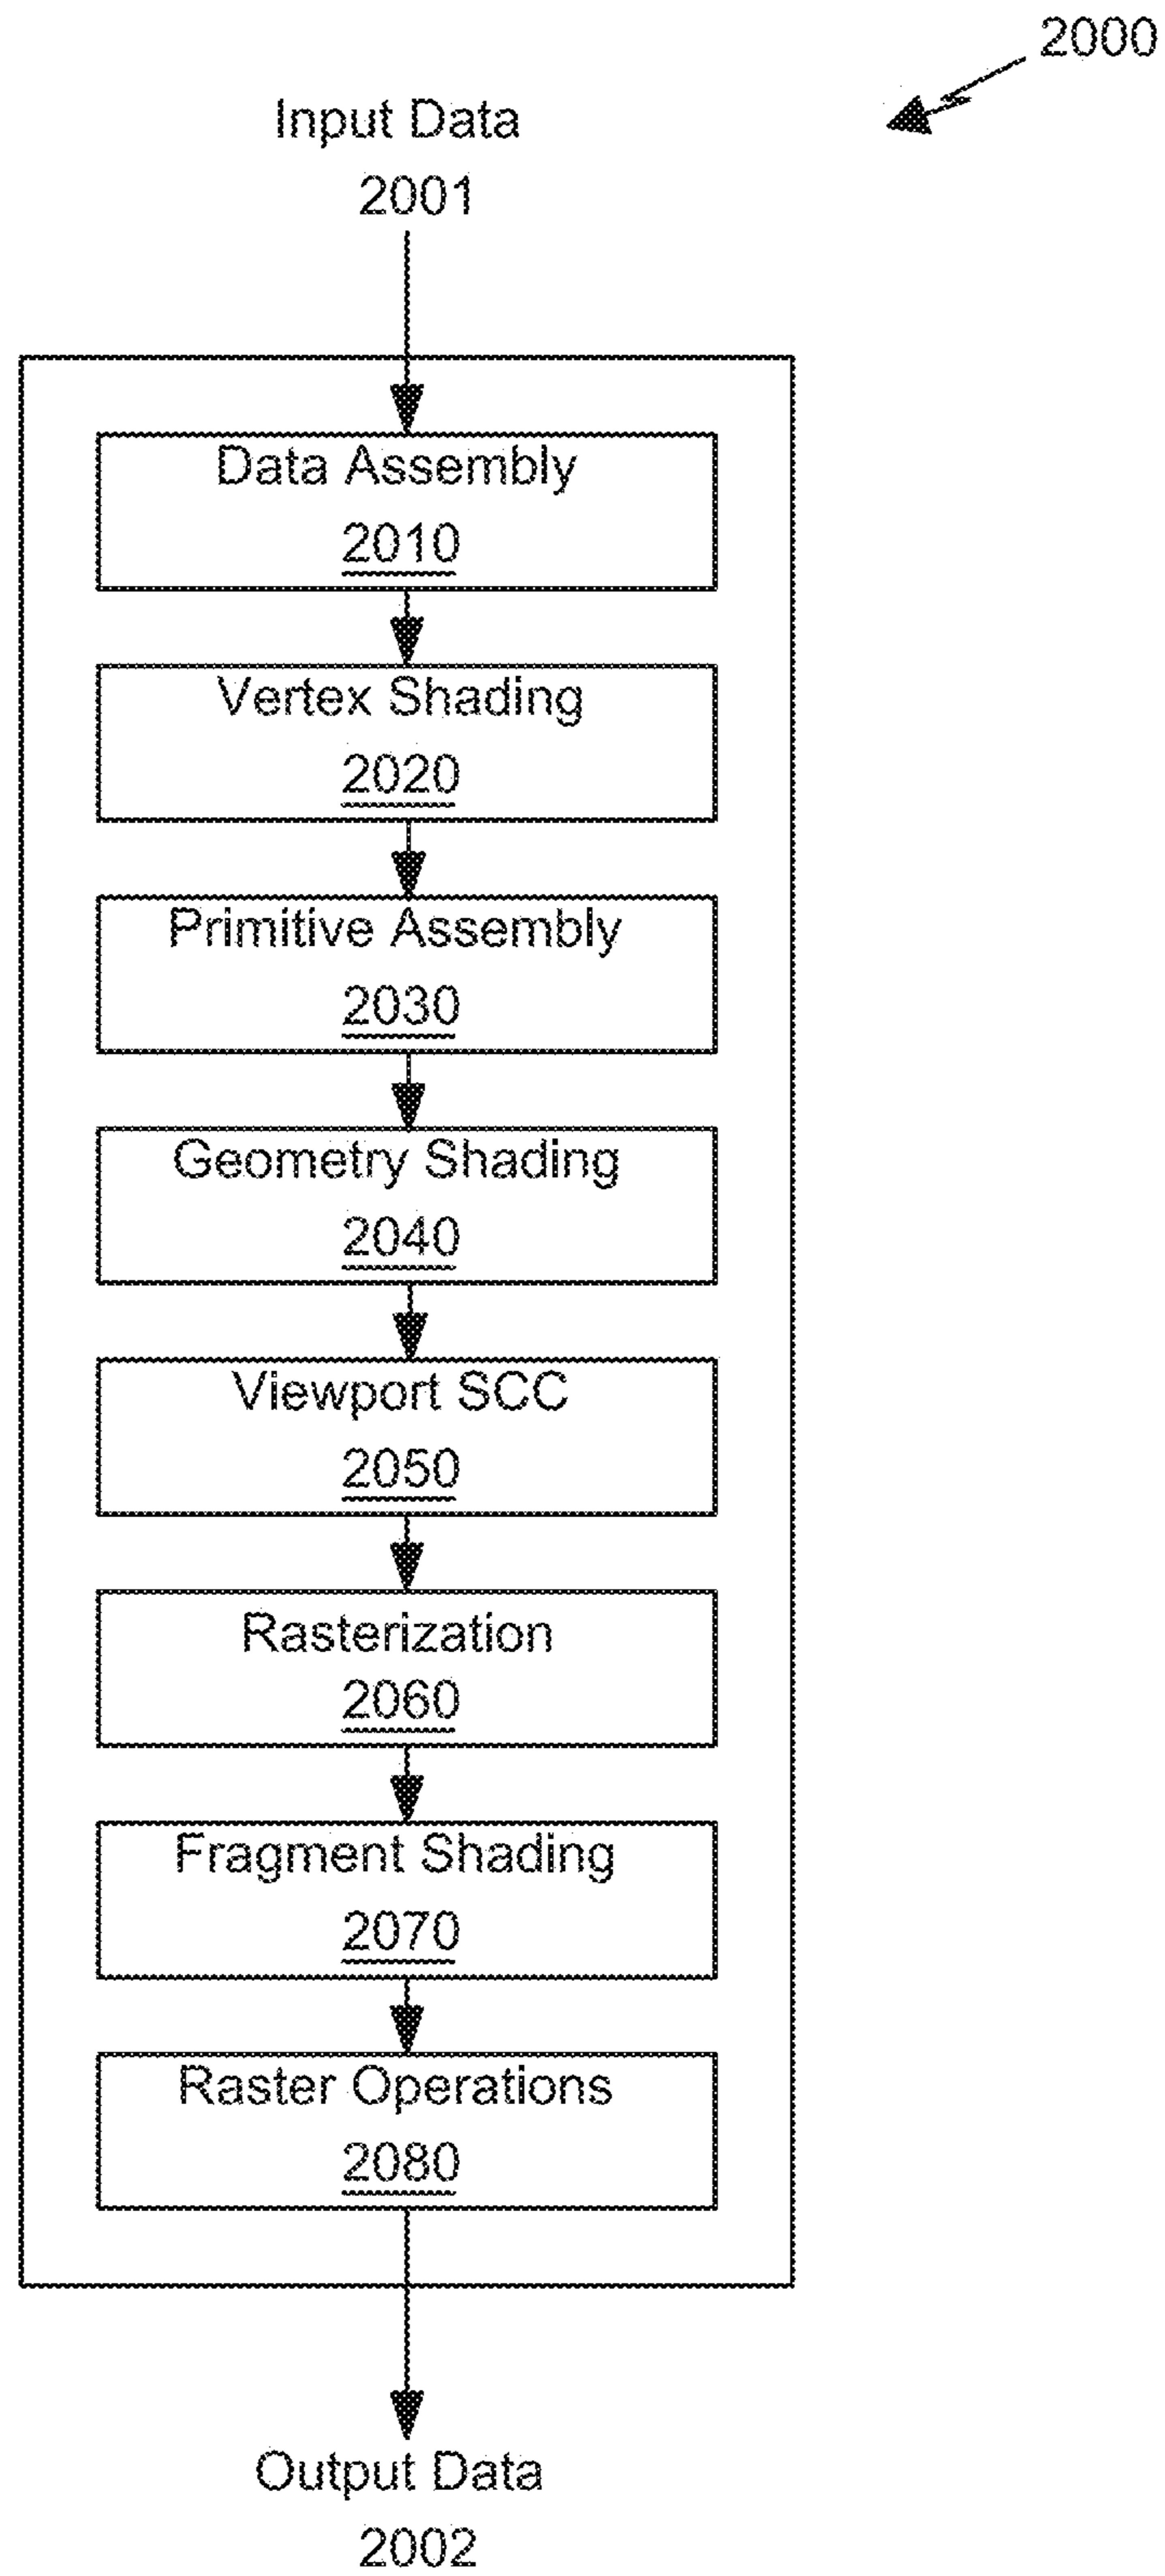 2000
Input Data
2001
Data Assembly
2010
Vertex Shading
2020
Primitive Assembly
2030
Geometry Shading
2040
Viewport SCC
2050
Rasterization
2060
Fragment Shading
2070
Raster Operations
2080
Output Data
2002